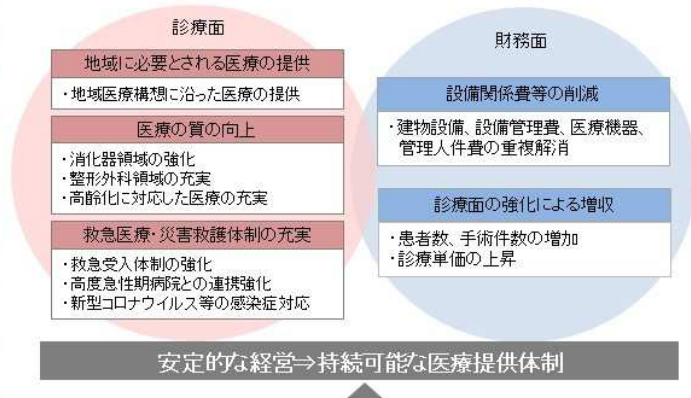 診療面
地域に必要とされる医療の提供
・地域医療構想に沿った医療の提供
医療の質の向上
・消化器領域の強化
・整形外科領域の充実
・高齢化に対応した医療の充実
救急医療・災害救護体制の充実
・救急受入体制の強化
・高度急性期病院との連携強化
・新型コロナウイルス等の感染症対応
財務面
設備関係費等の削減
・建物設備、設備管理費、医療機器、
管理人件費の重複解消
診療面の強化による増収
・患者数、手術件数の増加
・診療単価の上昇
安定的な経営⇒持続可能な医療提供体制